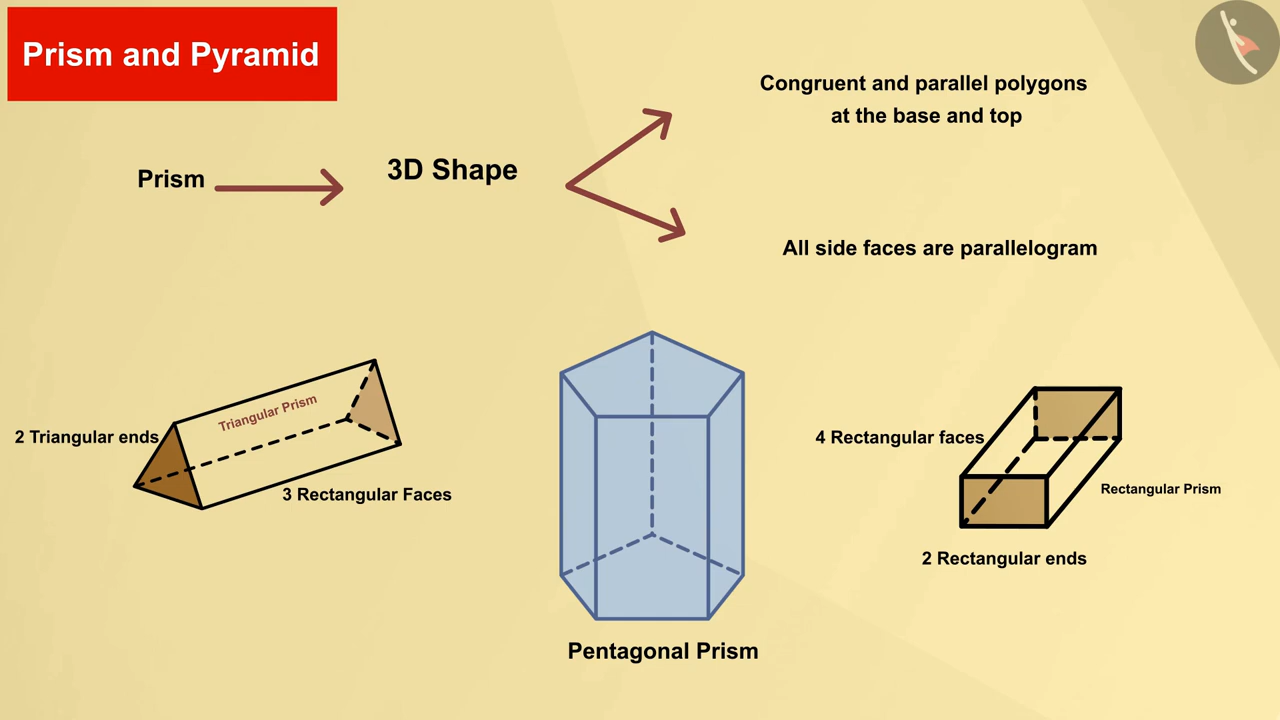 Prism and Pyramid
Congruent and parallel polygons
at the base and top
Prism
3D Shape
All side faces are parallelogram
Triangular Prism
2 Triangular ends
3 Rectangular Faces
4 Rectangular faces
Rectangular Prism
2 Rectangular ends
Pentagonal Prism